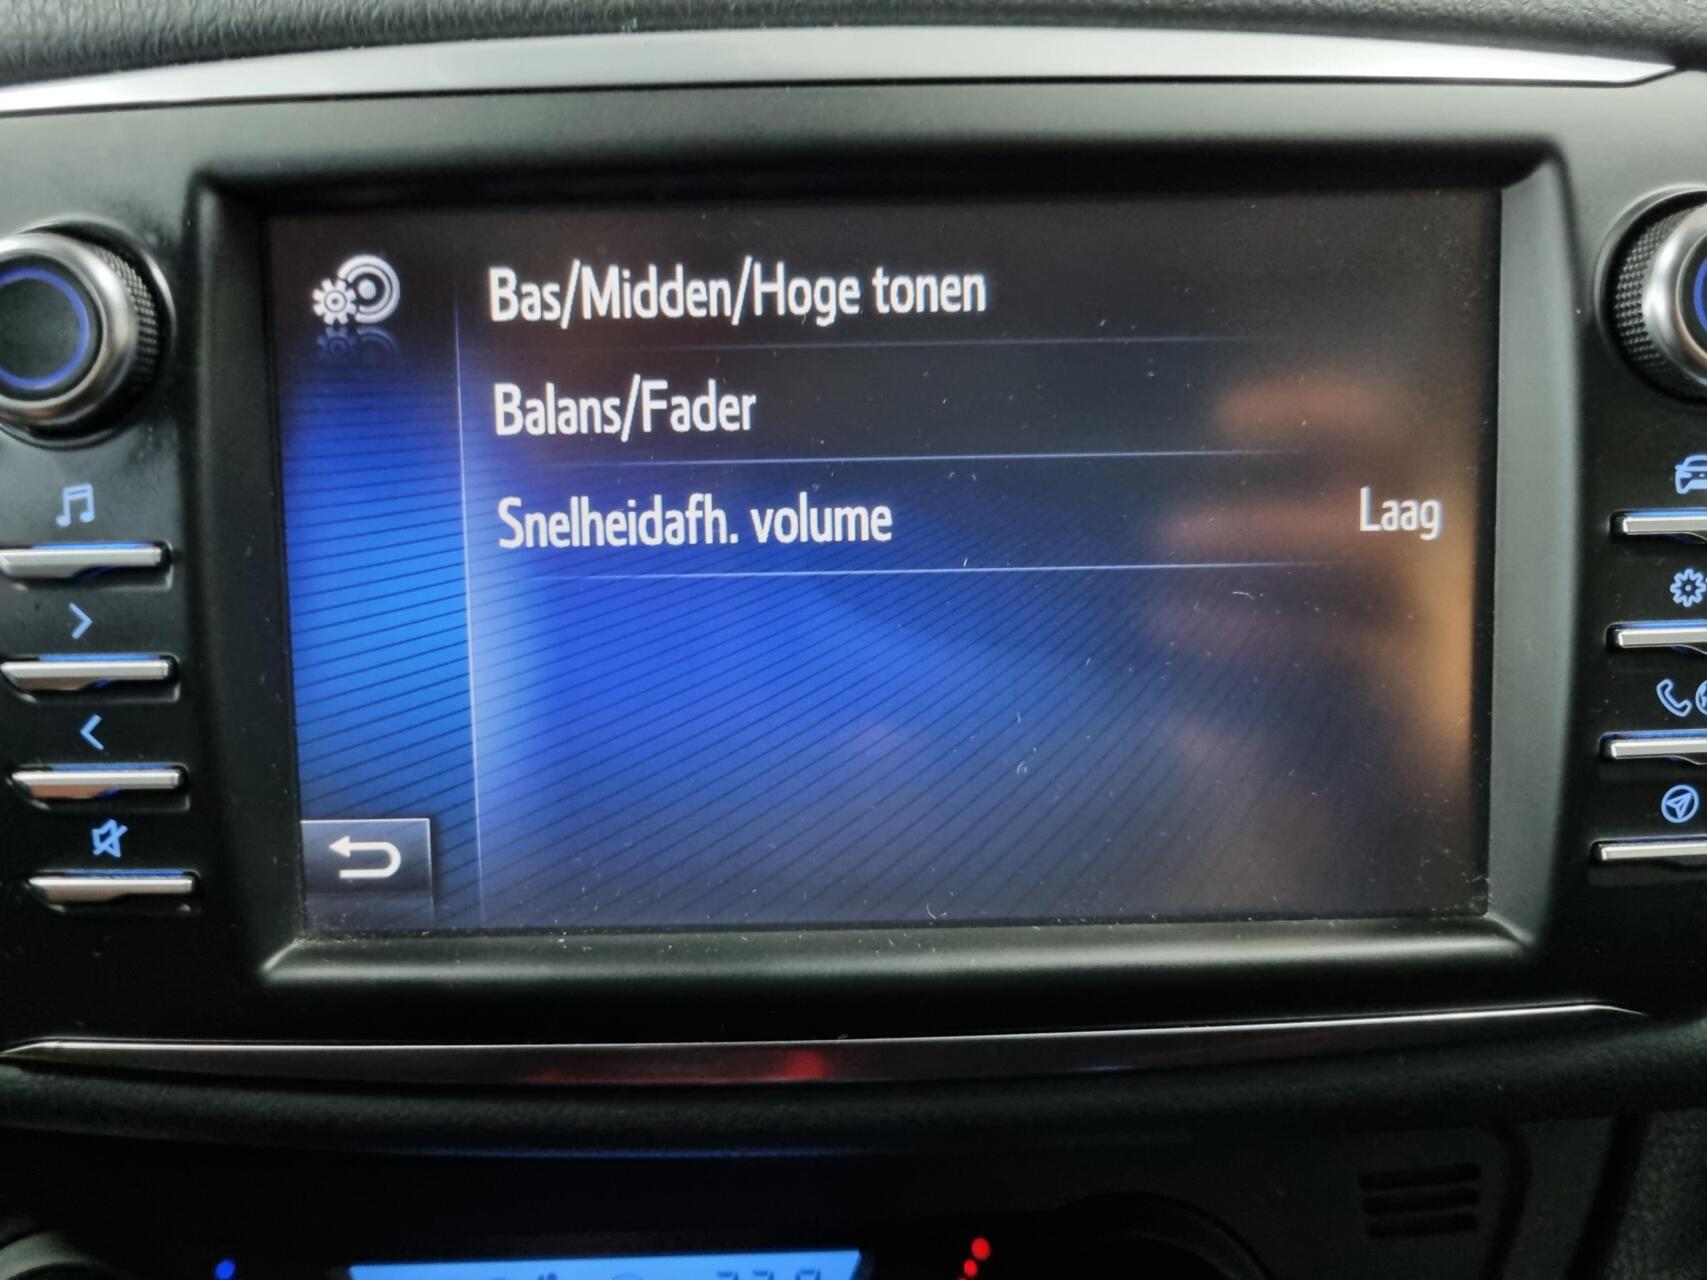 Bas/Midden/Hoge tonen
Balans/Fader
Snelheidafh. volume Laag